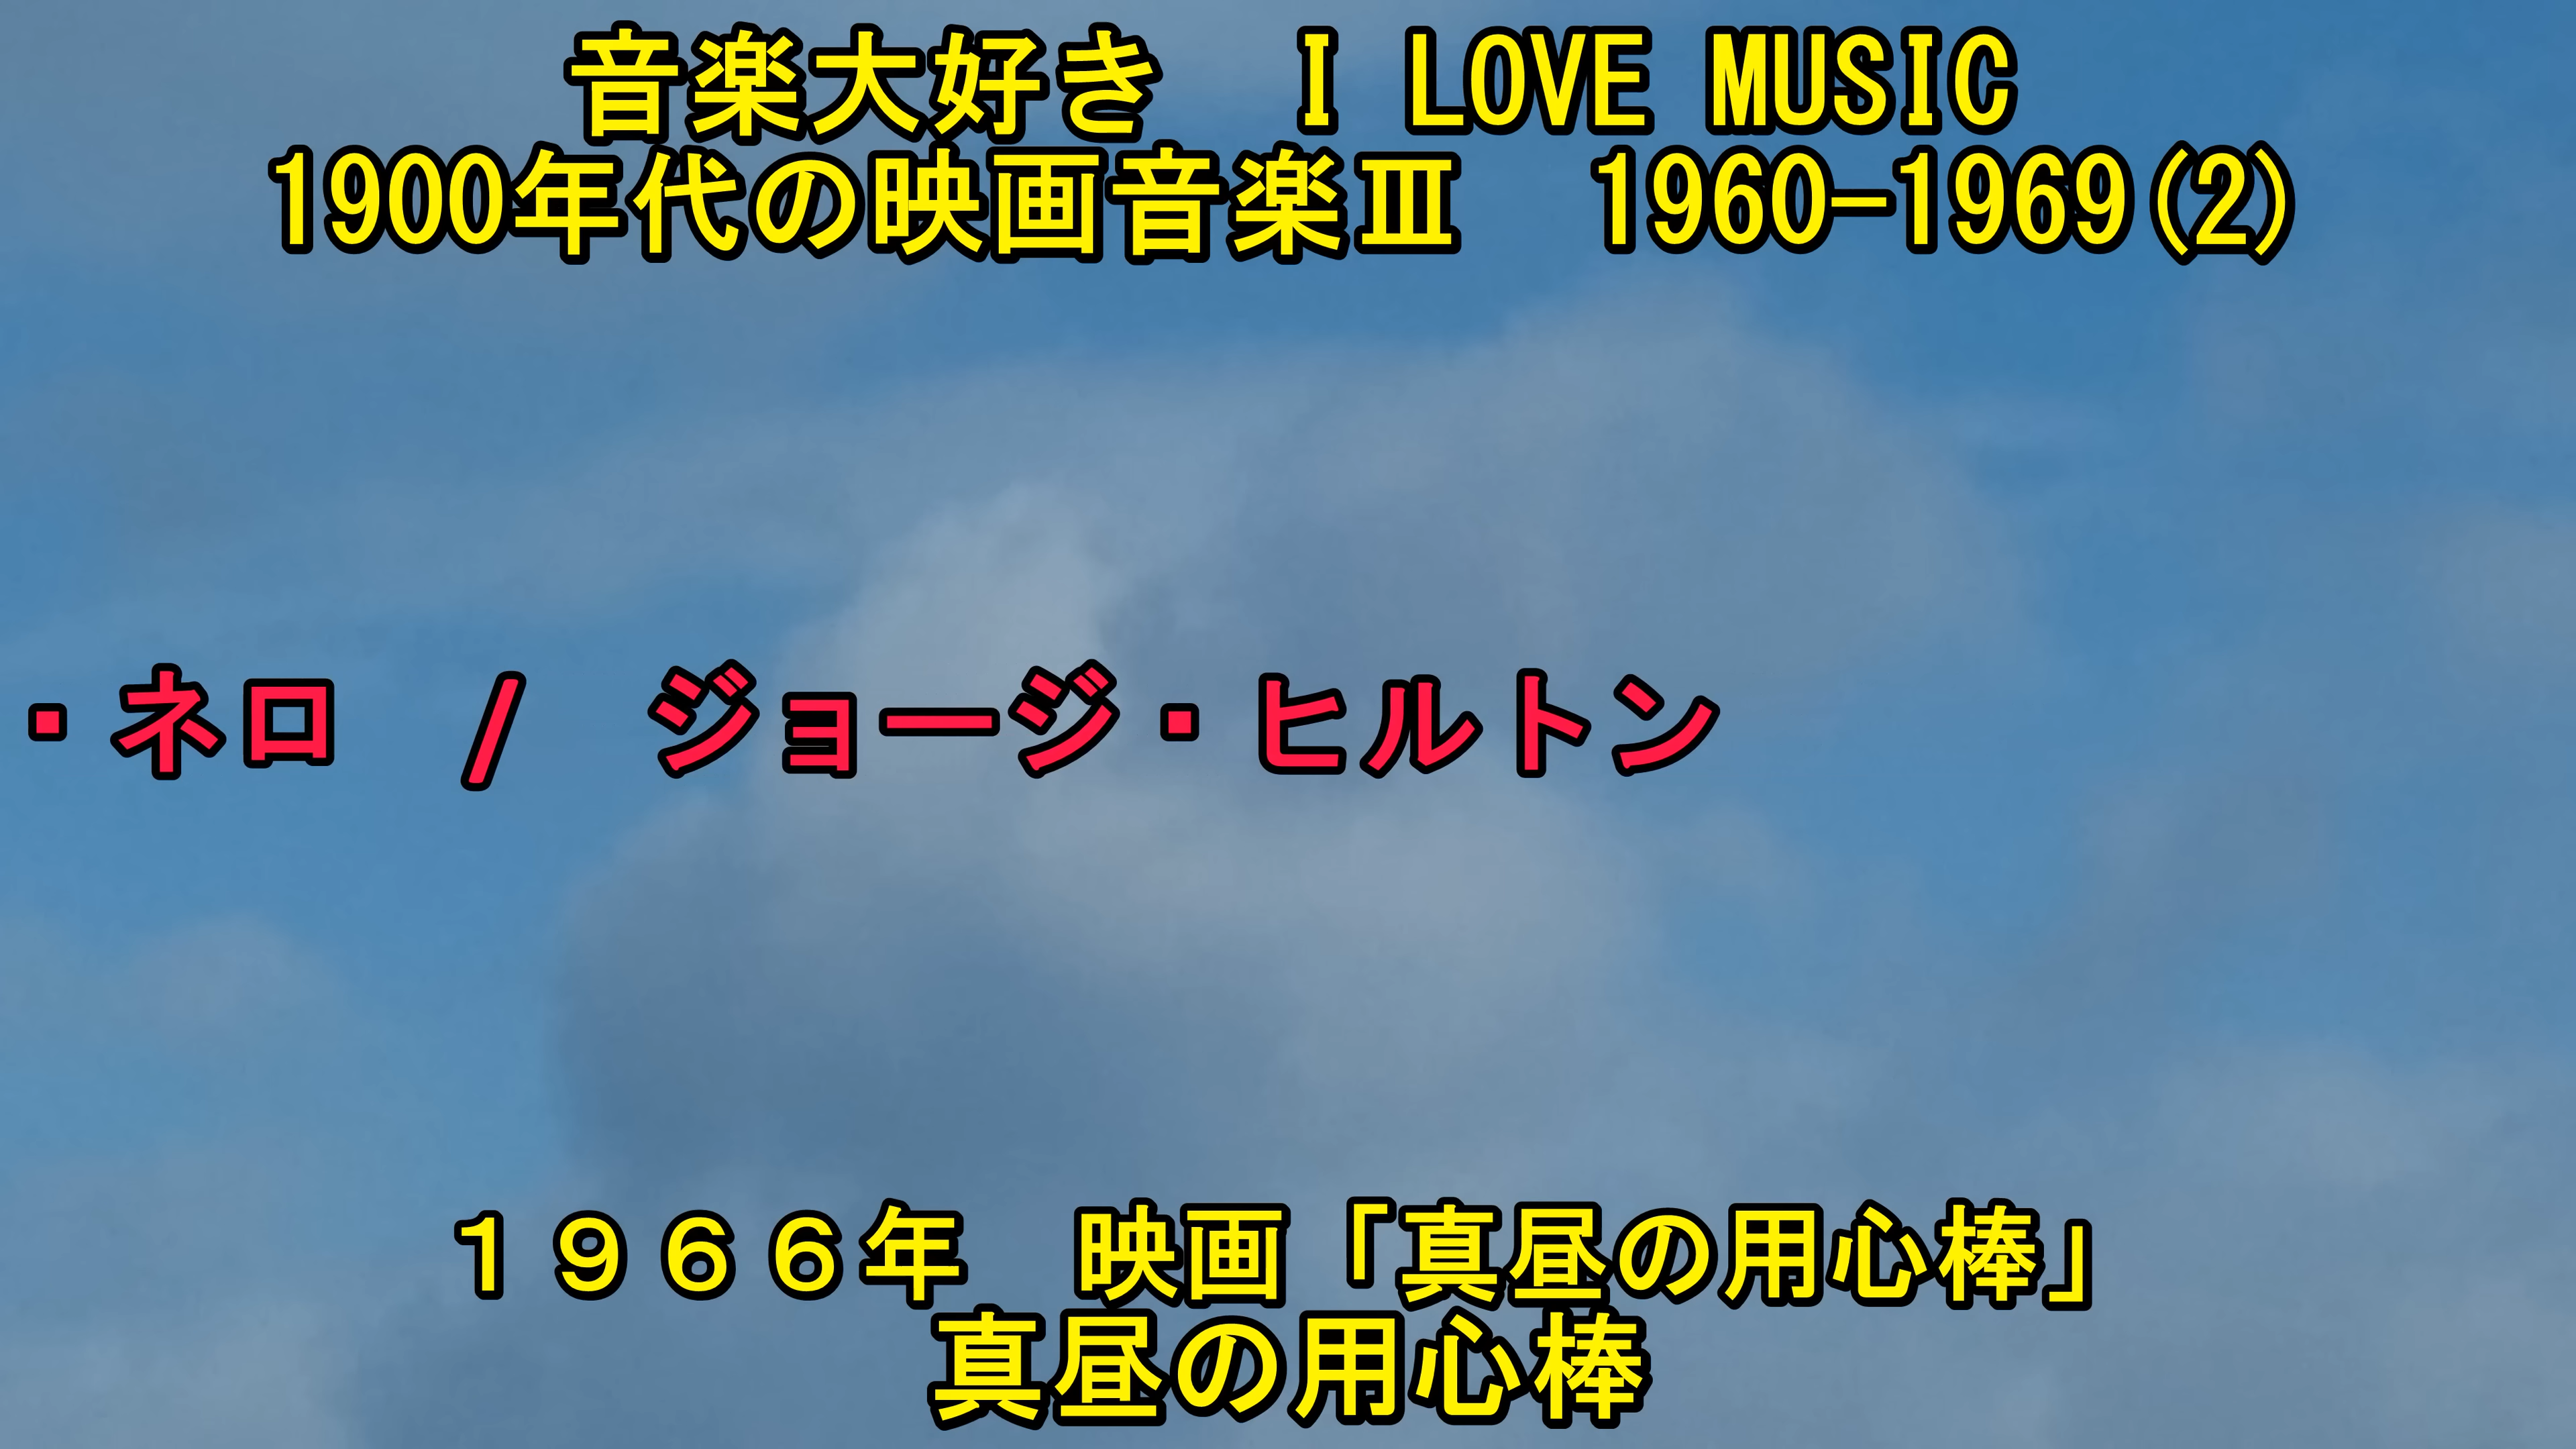 音楽大好き　I LOVE MUSIC
1900年代の映画音楽Ⅲ　1960-1969(2)
・ネロ　/　ジョージ・ヒルトン
１９６６年　映画「真昼の用心棒」
真昼の用心棒